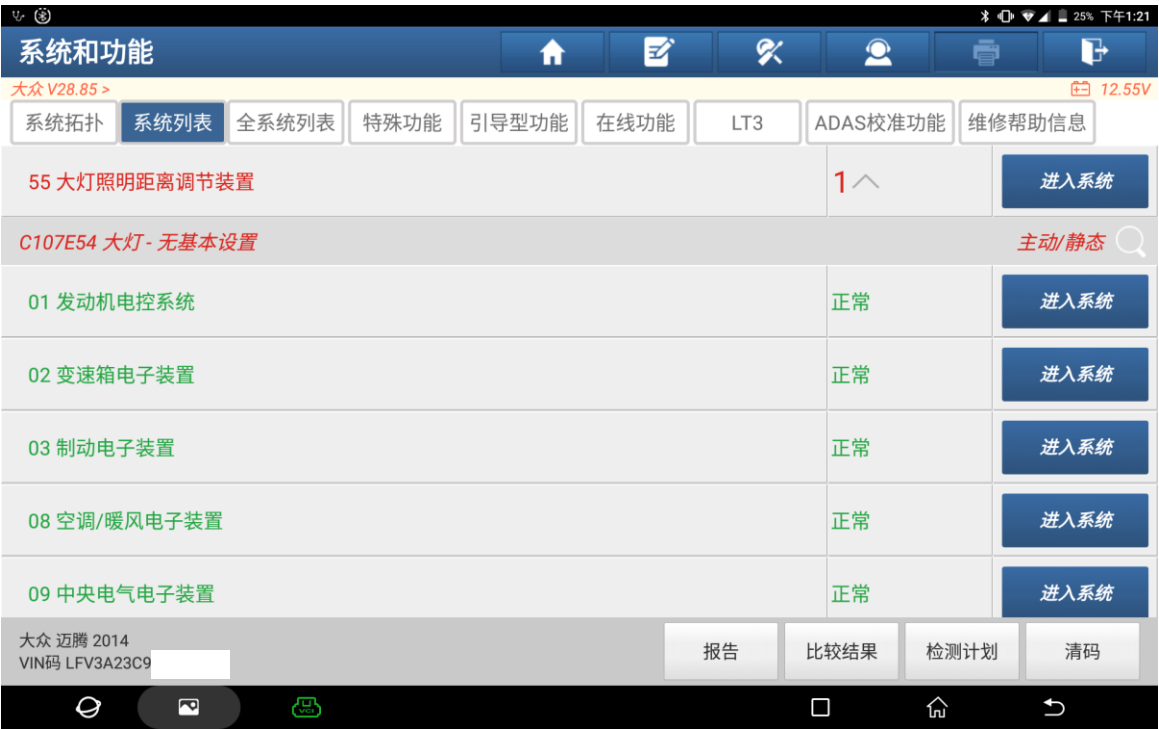 25% 下午1:21
系统和功能
大众 V28.85 >
12.55V
系统拓扑 系统列表 全系统列表 特殊功能 引导型功能 在线功能 LT3 ADAS校准功能 维修帮助信息
55 大灯照明距离调节装置 1 进入系统
C107E54 大灯 - 无基本设置 主动/静态
01 发动机电控系统 正常 进入系统
02 变速箱电子装置 正常 进入系统
03 制动电子装置 正常 进入系统
08 空调/暖风电子装置 正常 进入系统
09 中央电气电子装置 正常 进入系统
大众 迈腾 2014
VIN码 LFV3A23C9
报告 比较结果 检测计划 清码
VCI